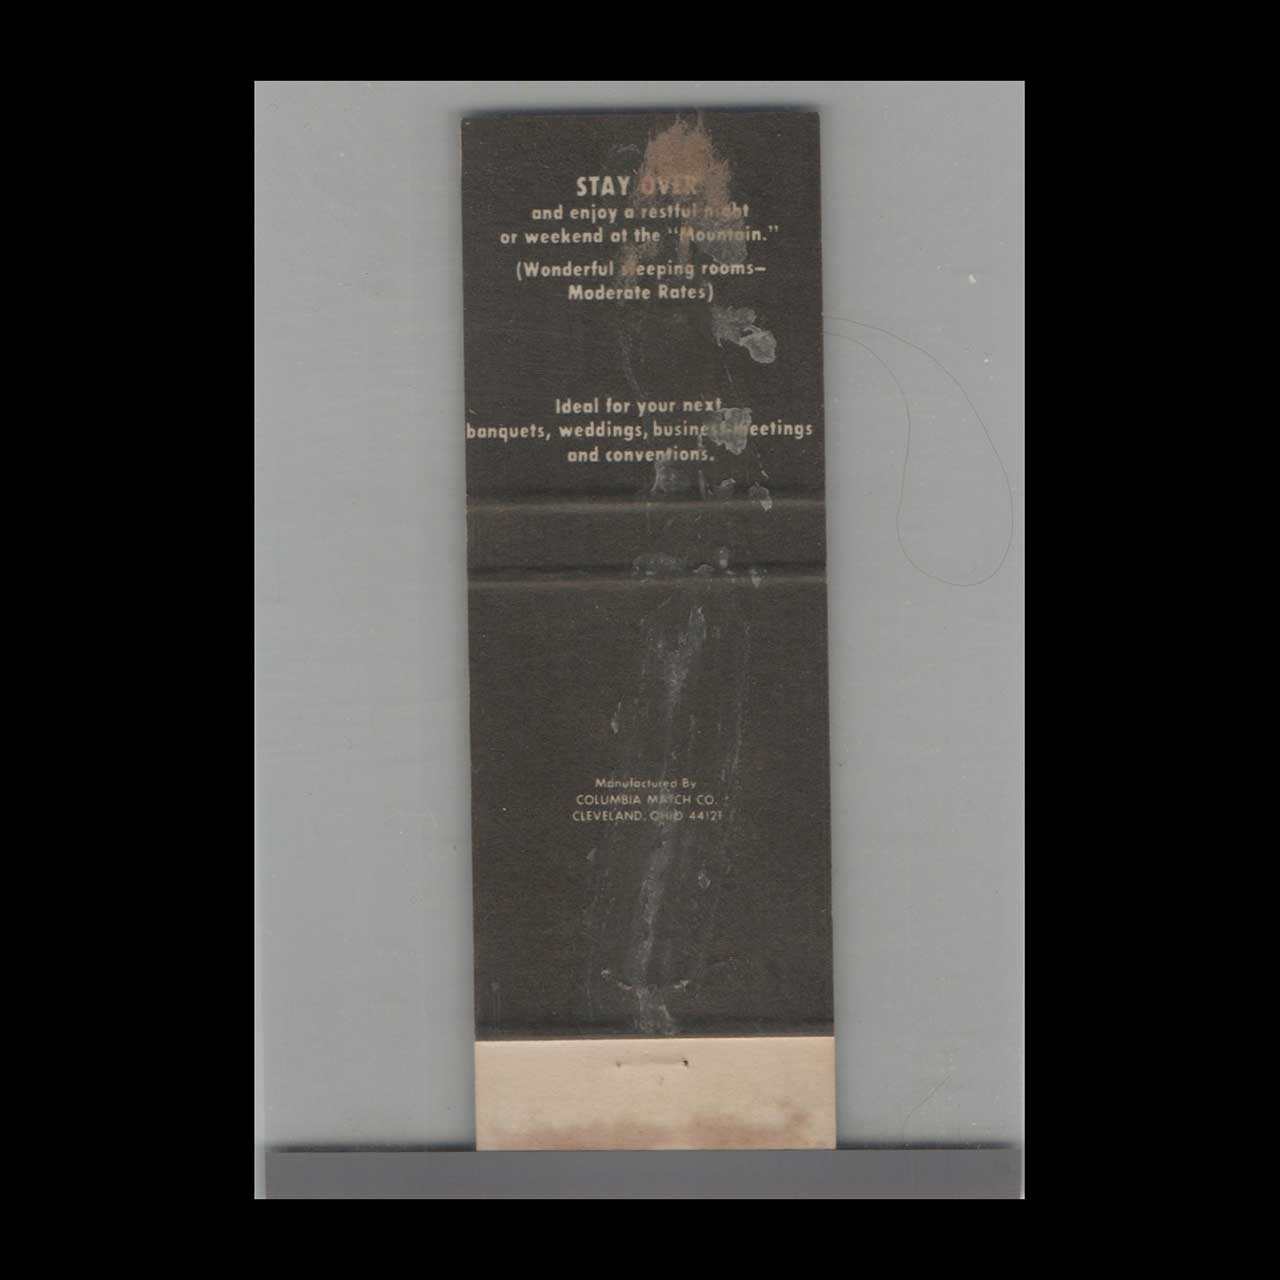 STAY OVER
and enjoy a restful night
or weekend at the "Mountain."
(Wonderful sleeping rooms–
Moderate Rates)
Ideal for your next
banquets, weddings, business meetings
and conventions.
Manufactured By
COLUMBIA MATCH CO.
CLEVELAND, OHIO